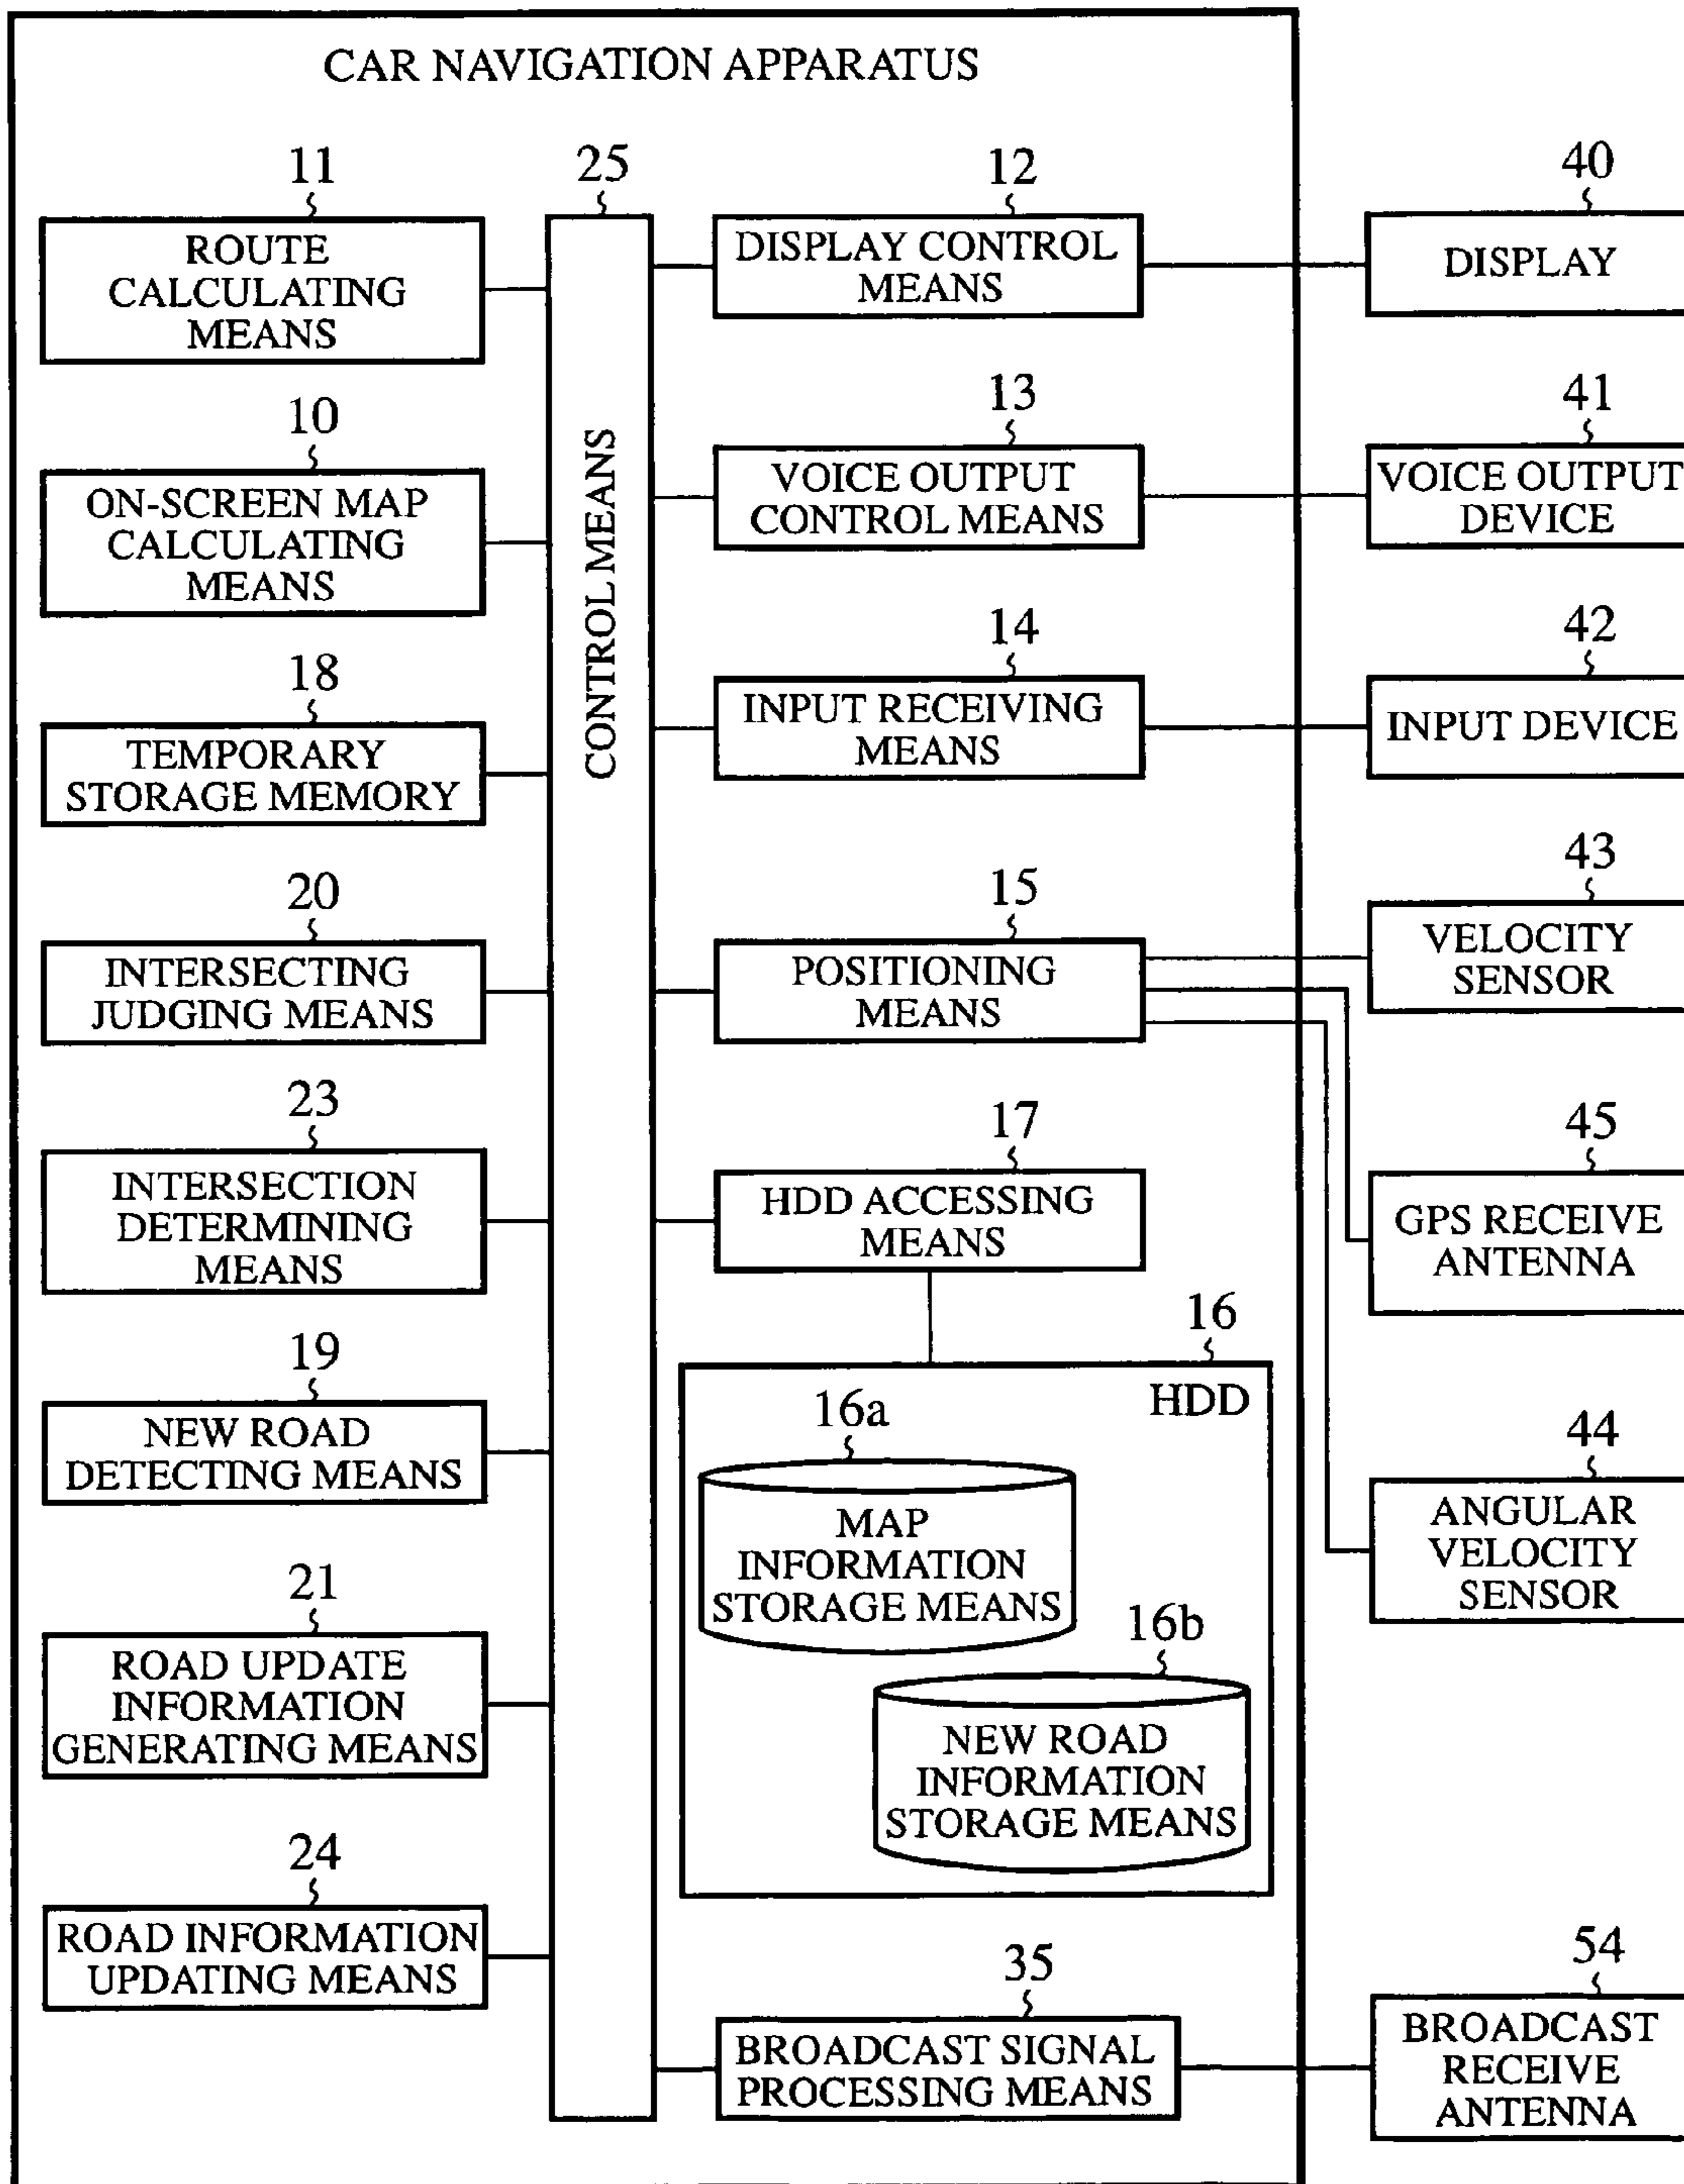 CAR NAVIGATION APPARATUS
11
ROUTE
CALCULATING
MEANS
10
ON-SCREEN MAP
CALCULATING
MEANS
18
TEMPORARY
STORAGE MEMORY
20
INTERSECTING
JUDGING MEANS
23
INTERSECTION
DETERMINING
MEANS
19
NEW ROAD
DETECTING MEANS
21
ROAD UPDATE
INFORMATION
GENERATING MEANS
24
ROAD INFORMATION
UPDATING MEANS
25
CONTROL MEANS
12
DISPLAY CONTROL
MEANS
13
VOICE OUTPUT
CONTROL MEANS
14
INPUT RECEIVING
MEANS
15
POSITIONING
MEANS
17
HDD ACCESSING
MEANS
16
HDD
16a
MAP
INFORMATION
STORAGE MEANS
16b
NEW ROAD
INFORMATION
STORAGE MEANS
35
BROADCAST SIGNAL
PROCESSING MEANS
40
DISPLAY
41
VOICE OUTPUT
DEVICE
42
INPUT DEVICE
43
VELOCITY
SENSOR
45
GPS RECEIVE
ANTENNA
44
ANGULAR
VELOCITY
SENSOR
54
BROADCAST
RECEIVE
ANTENNA